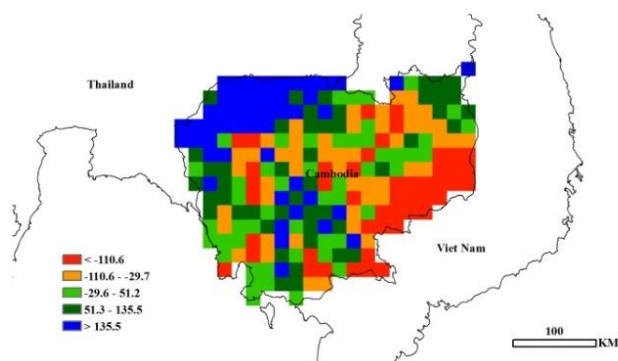 Thailand
Cambodia
Viet Nam
< -110.6
-110.6 - -29.7
-29.6 - 51.2
51.3 - 135.5
> 135.5
100
KM